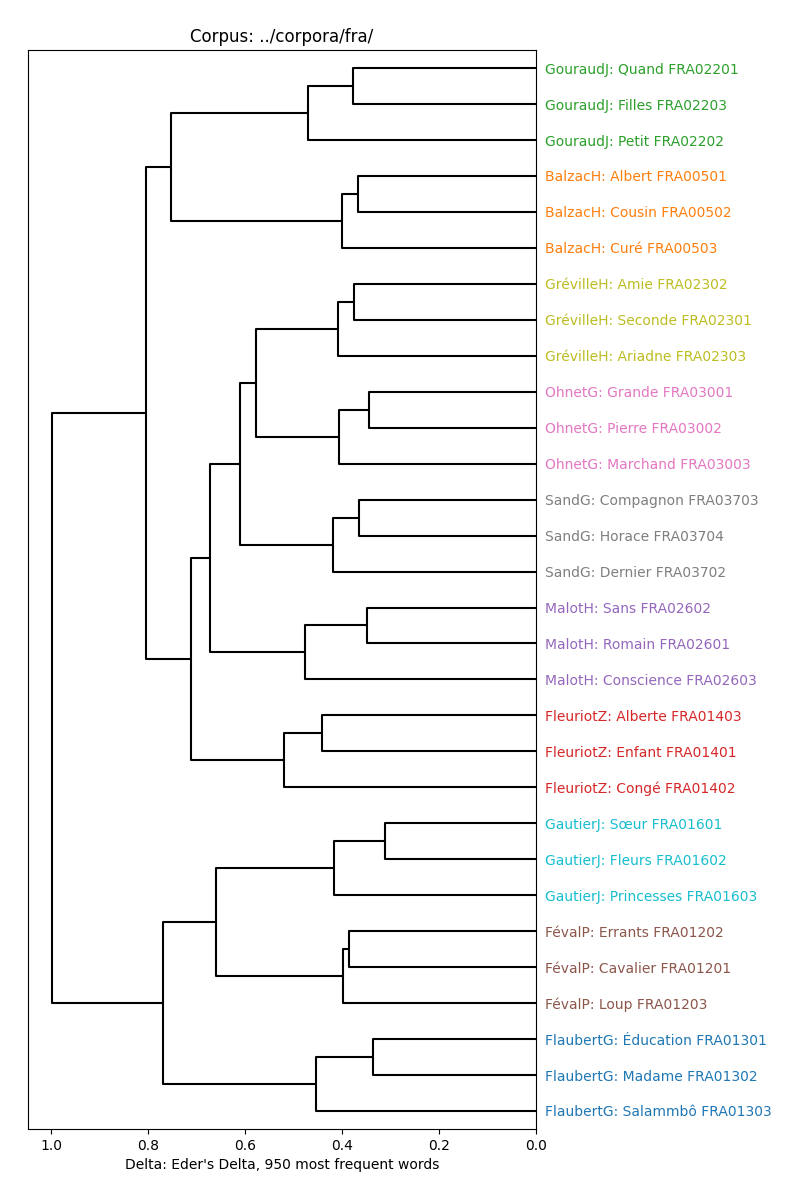 Corpus: ../corpora/fra/
GouraudJ: Quand FRA02201
GouraudJ: Filles FRA02203
GouraudJ: Petit FRA02202
BalzacH: Albert FRA00501
BalzacH: Cousin FRA00502
BalzacH: Curé FRA00503
GrévilleH: Amie FRA02302
GrévilleH: Seconde FRA02301
GrévilleH: Ariadne FRA02303
OhnetG: Grande FRA03001
OhnetG: Pierre FRA03002
OhnetG: Marchand FRA03003
SandG: Compagnon FRA03703
SandG: Horace FRA03704
SandG: Dernier FRA03702
MalotH: Sans FRA02602
MalotH: Romain FRA02601
MalotH: Conscience FRA02603
FleuriotZ: Alberte FRA01403
FleuriotZ: Enfant FRA01401
FleuriotZ: Congé FRA01402
GautierJ: Sœur FRA01601
GautierJ: Fleurs FRA01602
GautierJ: Princesses FRA01603
FévalP: Errants FRA01202
FévalP: Cavalier FRA01201
FévalP: Loup FRA01203
FlaubertG: Éducation FRA01301
FlaubertG: Madame FRA01302
FlaubertG: Salammbô FRA01303
1.0 0.8 0.6 0.4 0.2 0.0
Delta: Eder's Delta, 950 most frequent words